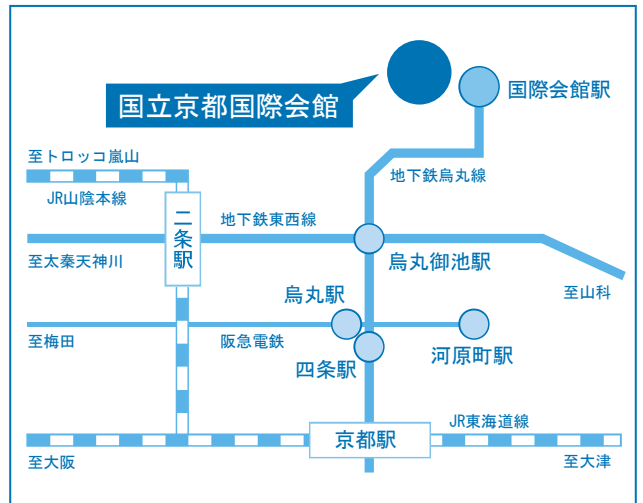 国立京都国際会館
国際会館駅
至トロッコ嵐山
地下鉄烏丸線
JR山陰本線
二条駅
地下鉄東西線
至太秦天神川
烏丸御池駅
烏丸駅
至山科
至梅田
阪急電鉄
四条駅
河原町駅
JR東海道線
京都駅
至大阪
至大津